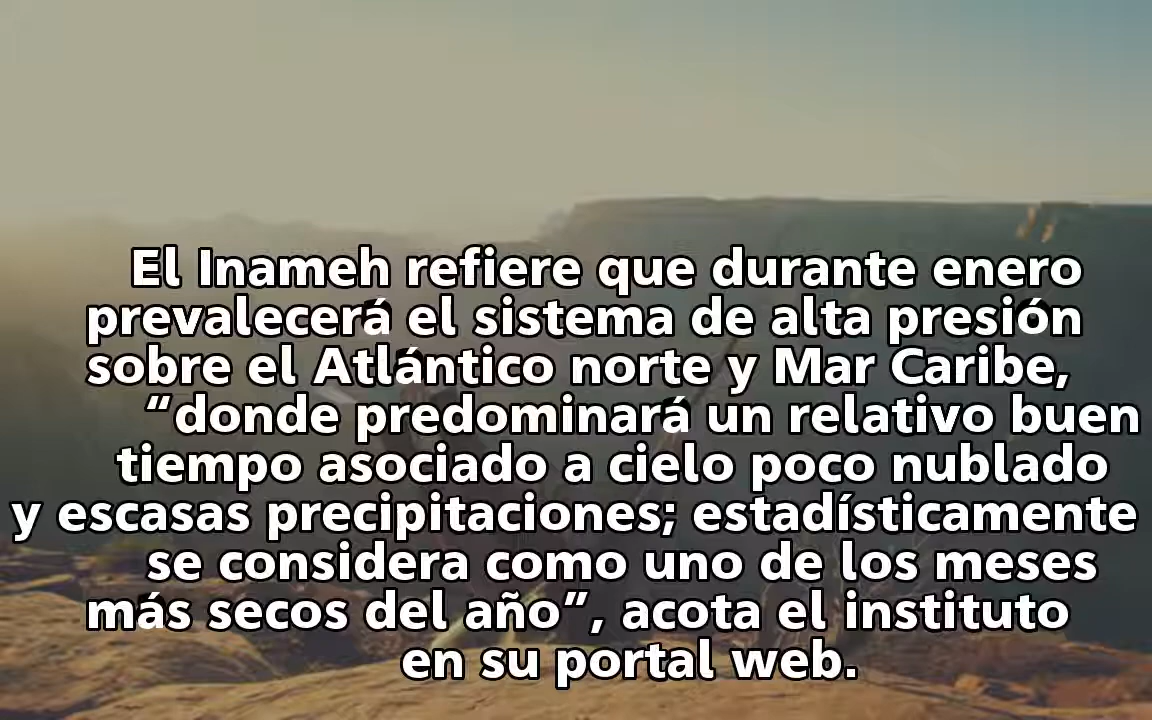 El Inameh refiere que durante enero
prevalecerá el sistema de alta presión
sobre el Atlántico norte y Mar Caribe,
“donde predominará un relativo buen
tiempo asociado a cielo poco nublado
y escasas precipitaciones; estadísticamente
se considera como uno de los meses
más secos del año”, acota el instituto
en su portal web.